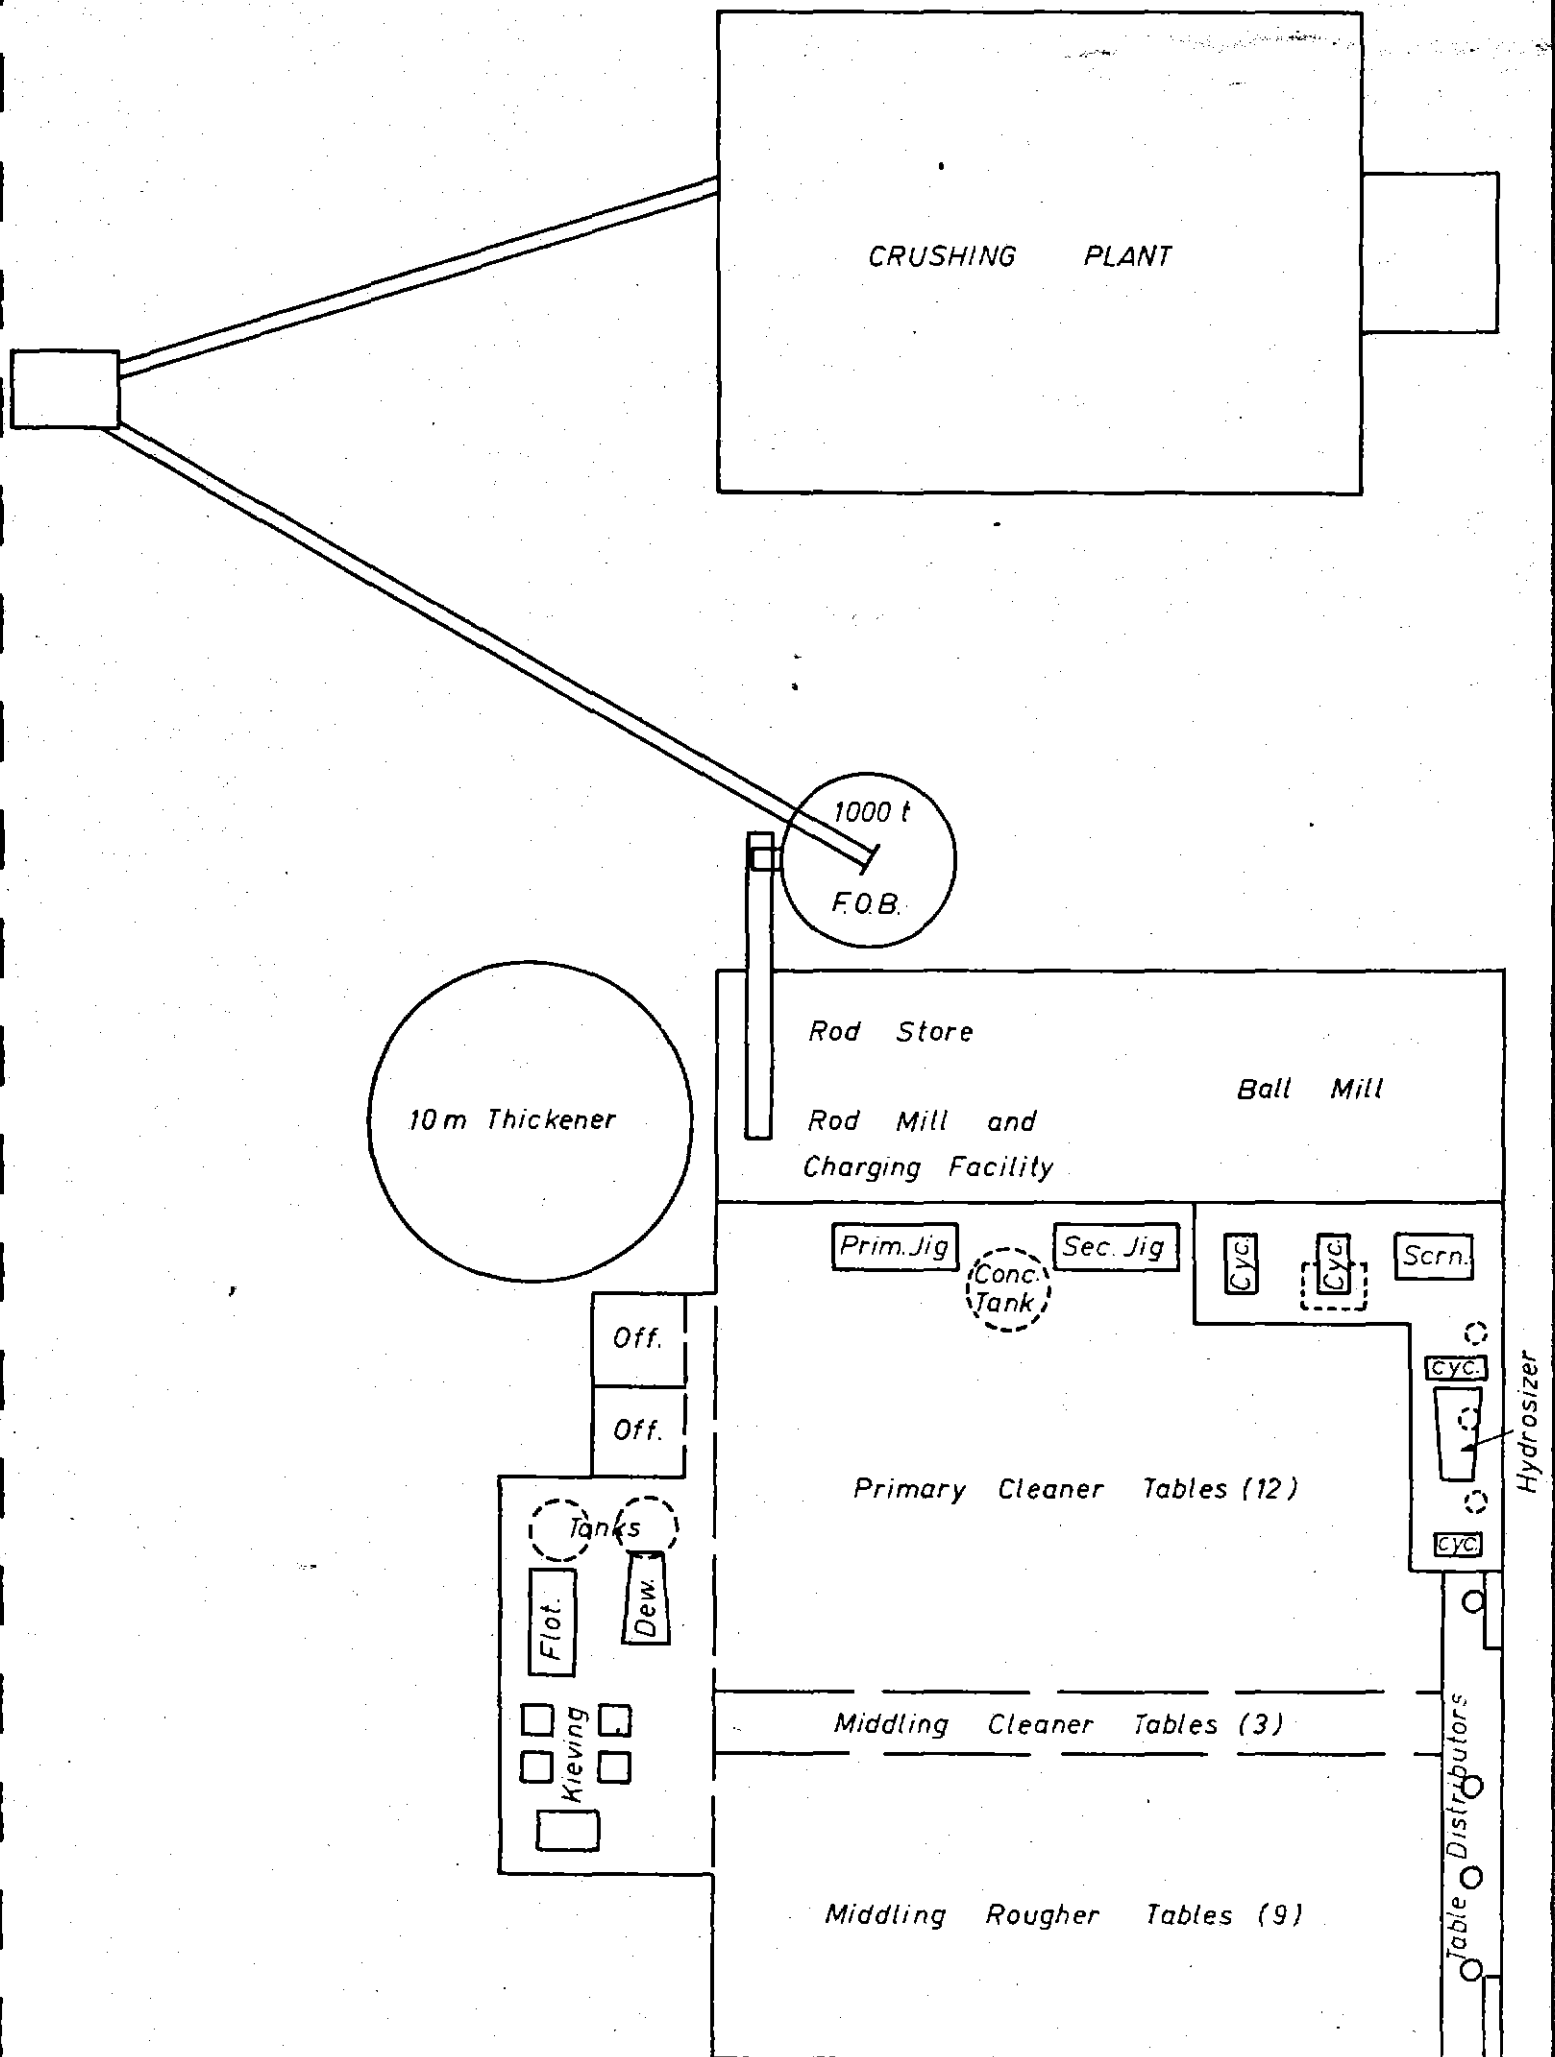 CRUSHING PLANT
1000 t
F.O.B.
Rod Store
Ball Mill
10 m Thickener
Rod Mill and
Charging Facility
Prim. Jig
Sec. Jig
Cyc.
Cyc.
Scrn.
Conc.
Tank
Off.
cyc.
Hydrosizer
Off.
Primary Cleaner Tables (12)
Tanks
cyc.
Flot.
Dew.
Middling Cleaner Tables (3)
Kieving
Table Distributors
Middling Rougher Tables (9)